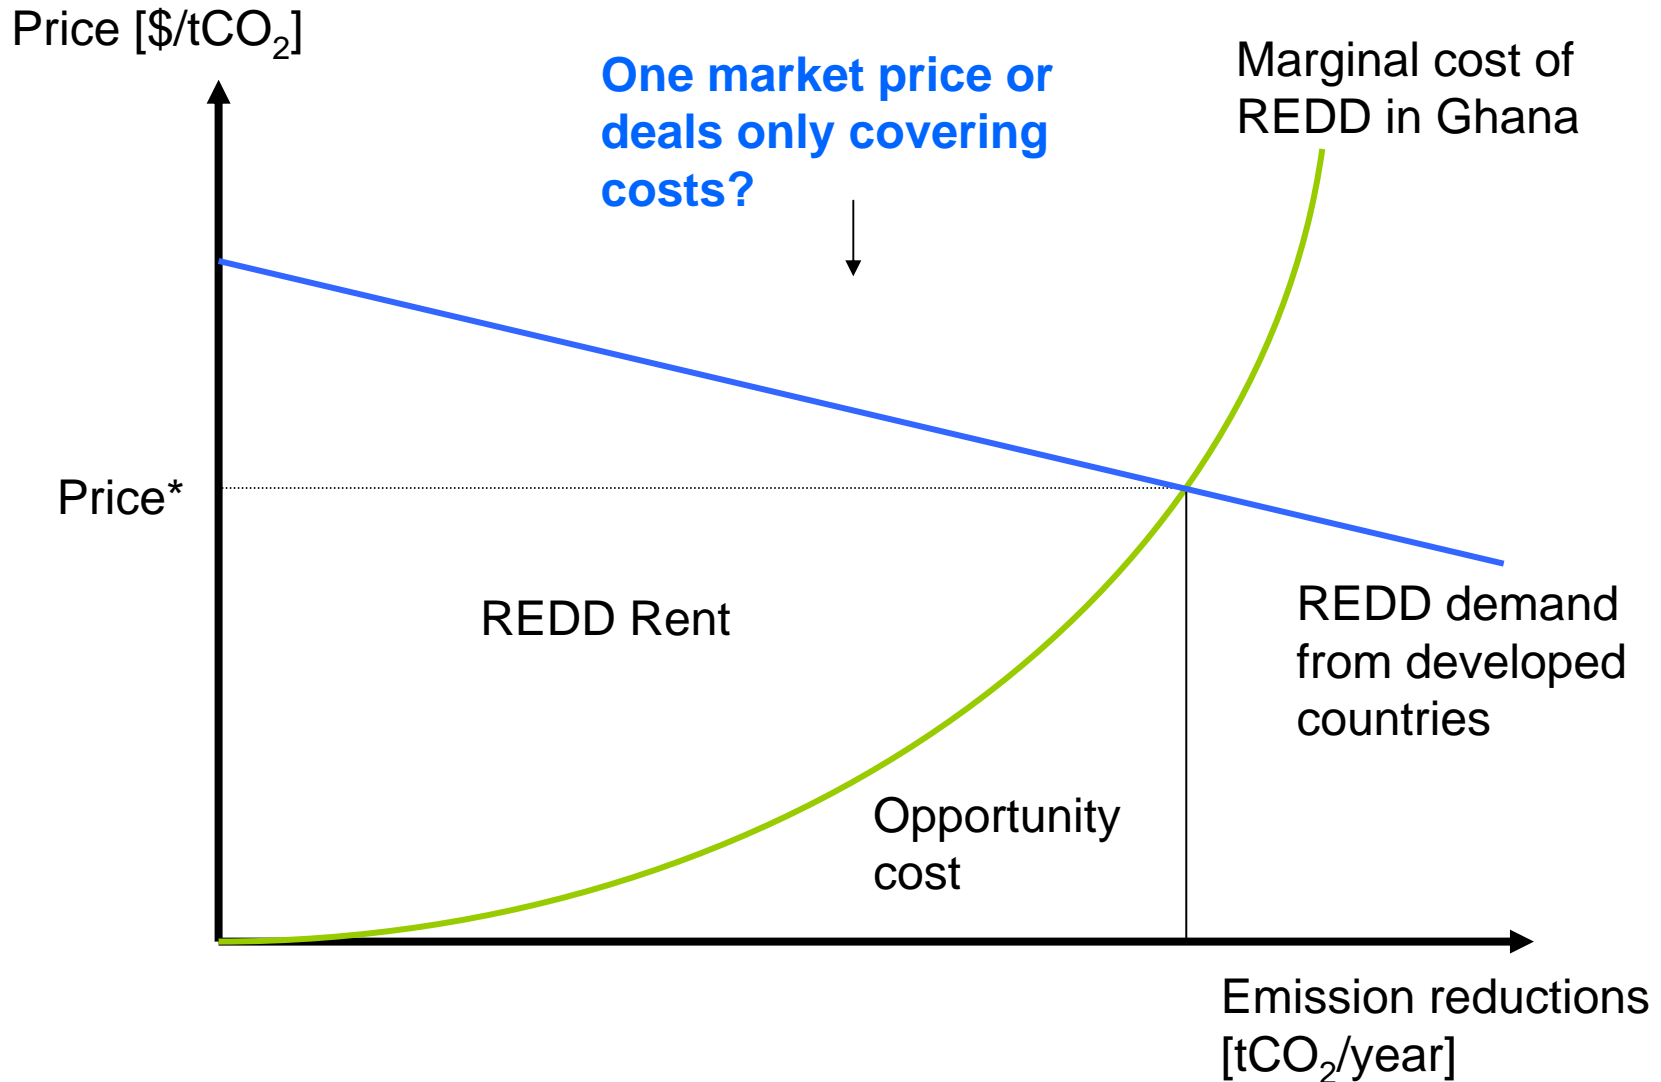 Price [$/tCO₂]
One market price or
deals only covering
costs?
Marginal cost of
REDD in Ghana
Price*
REDD Rent
REDD demand
from developed
countries
Opportunity
cost
Emission reductions
[tCO₂/year]